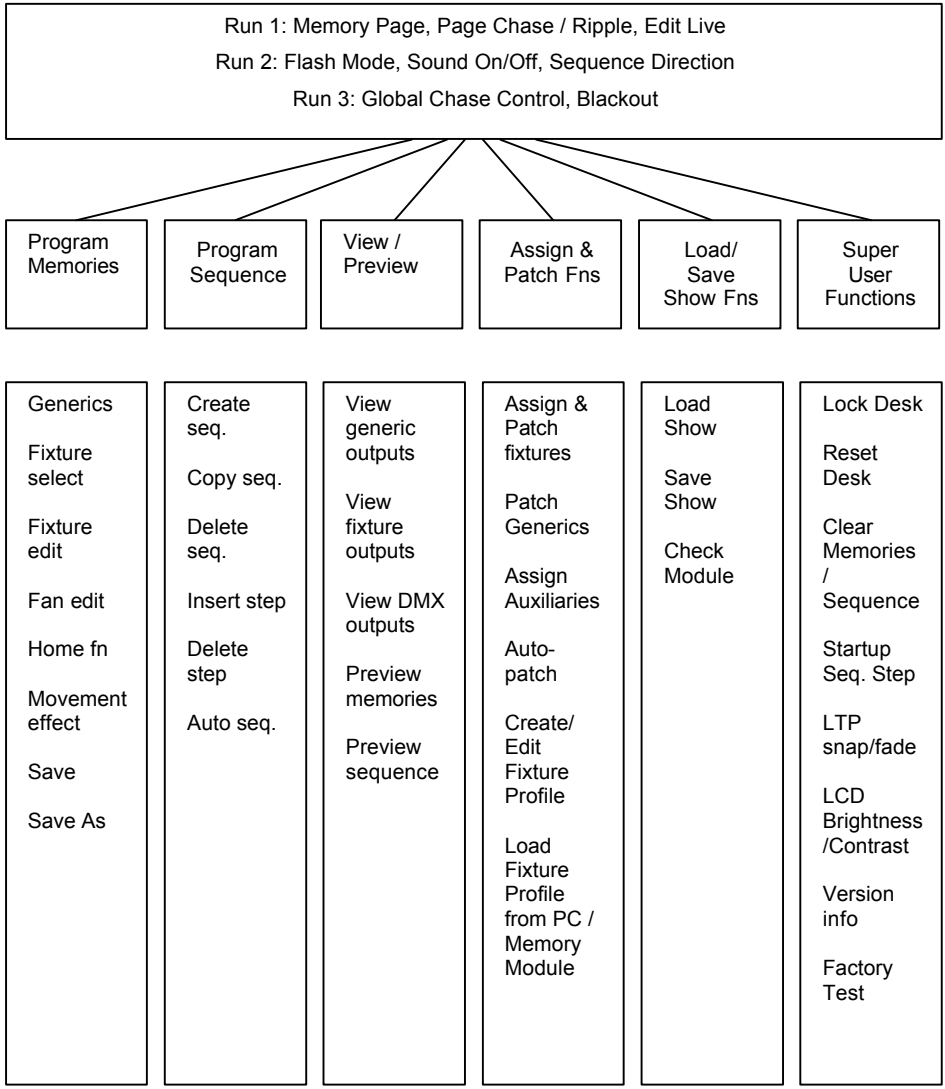 Run 1: Memory Page, Page Chase / Ripple, Edit Live
Run 2: Flash Mode, Sound On/Off, Sequence Direction
Run 3: Global Chase Control, Blackout
Program
Memories
Program
Sequence
View /
Preview
Assign &
Patch Fns
Load/
Save
Show Fns
Super
User
Functions
Generics
Fixture
select
Fixture
edit
Fan edit
Home fn
Movement
effect
Save
Save As
Create
seq.
Copy seq.
Delete
seq.
Insert step
Delete
step
Auto seq.
View
generic
outputs
View
fixture
outputs
View DMX
outputs
Preview
memories
Preview
sequence
Assign &
Patch
fixtures
Patch
Generics
Assign
Auxiliaries
Auto-
patch
Create/
Edit
Fixture
Profile
Load
Fixture
Profile
from PC /
Memory
Module
Load
Show
Save
Show
Check
Module
Lock Desk
Reset
Desk
Clear
Memories
/
Sequence
Startup
Seq. Step
LTP
snap/fade
LCD
Brightness
/Contrast
Version
info
Factory
Test